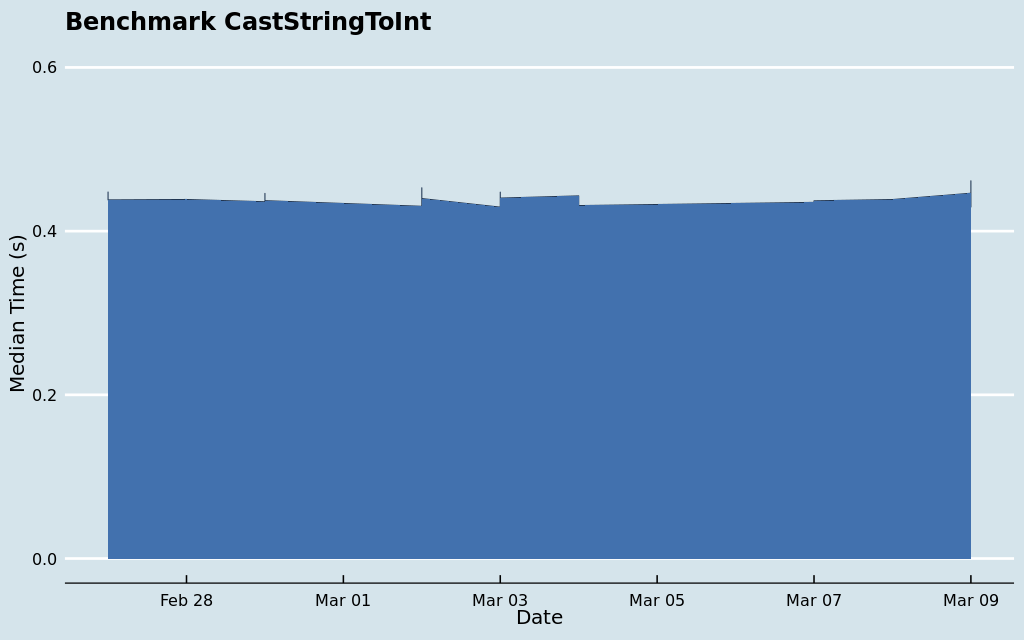 Benchmark CastStringToInt
0.6
0.4
0.2
0.0
Median Time (s)
Feb 28 Mar 01 Mar 03 Mar 05 Mar 07 Mar 09
Date